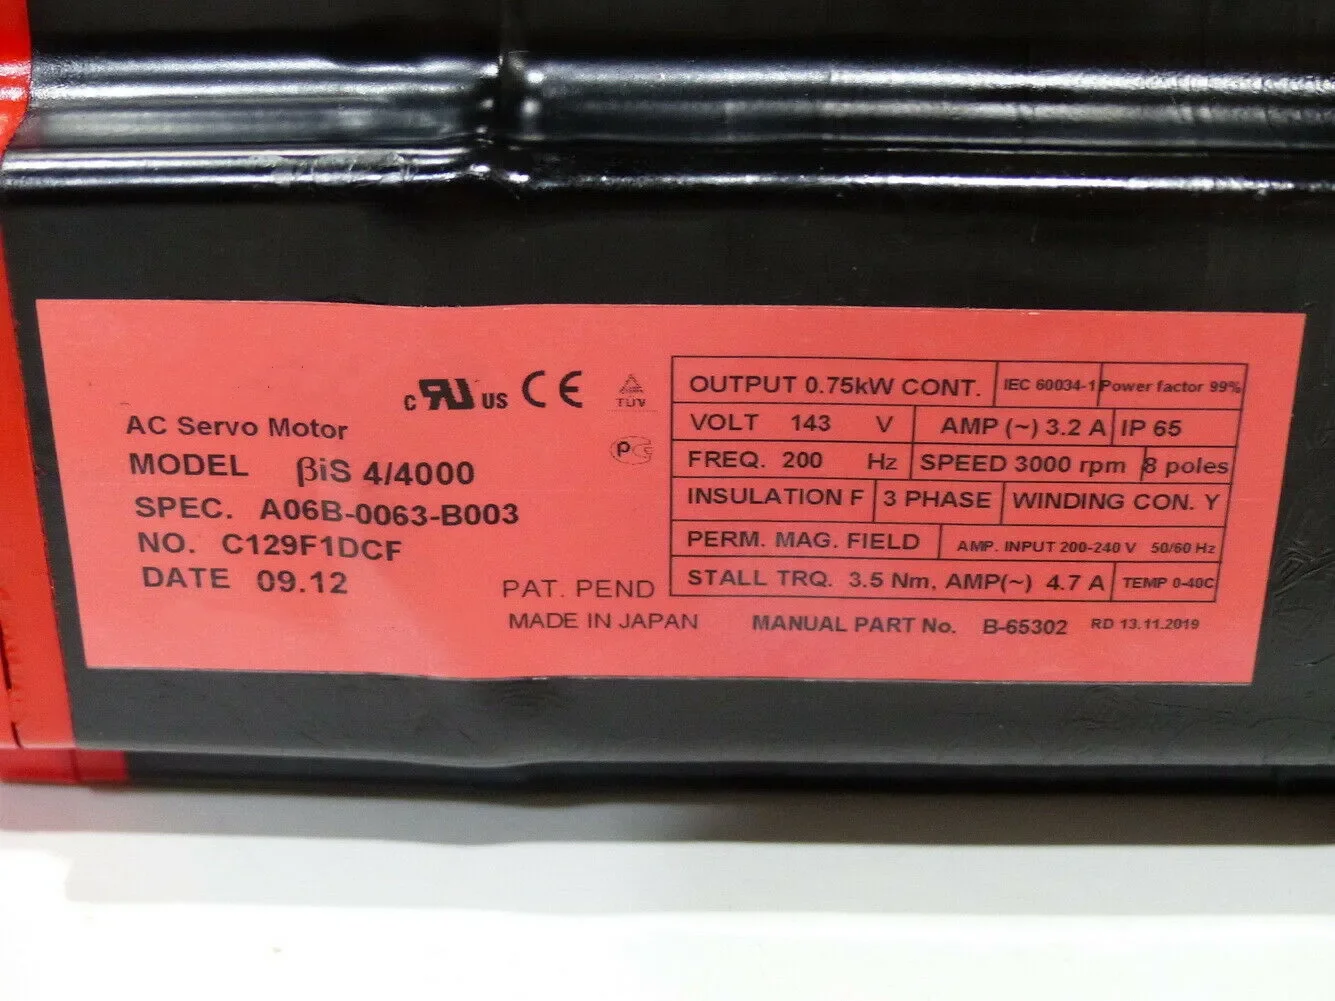 c RU US CE
TÜV
AC Servo Motor
MODEL βiS 4/4000
SPEC. A06B-0063-B003
NO. C129F1DCF
DATE 09.12
PAT. PEND
MADE IN JAPAN
OUTPUT 0.75kW CONT. IEC 60034-1 Power factor 99%
VOLT 143 V AMP (~) 3.2 A IP 65
FREQ. 200 Hz SPEED 3000 rpm 8 poles
INSULATION F 3 PHASE WINDING CON. Y
PERM. MAG. FIELD AMP. INPUT 200-240 V 50/60 Hz
STALL TRQ. 3.5 Nm, AMP(~) 4.7 A TEMP 0-40C
MANUAL PART No. B-65302 RD 13.11.2019